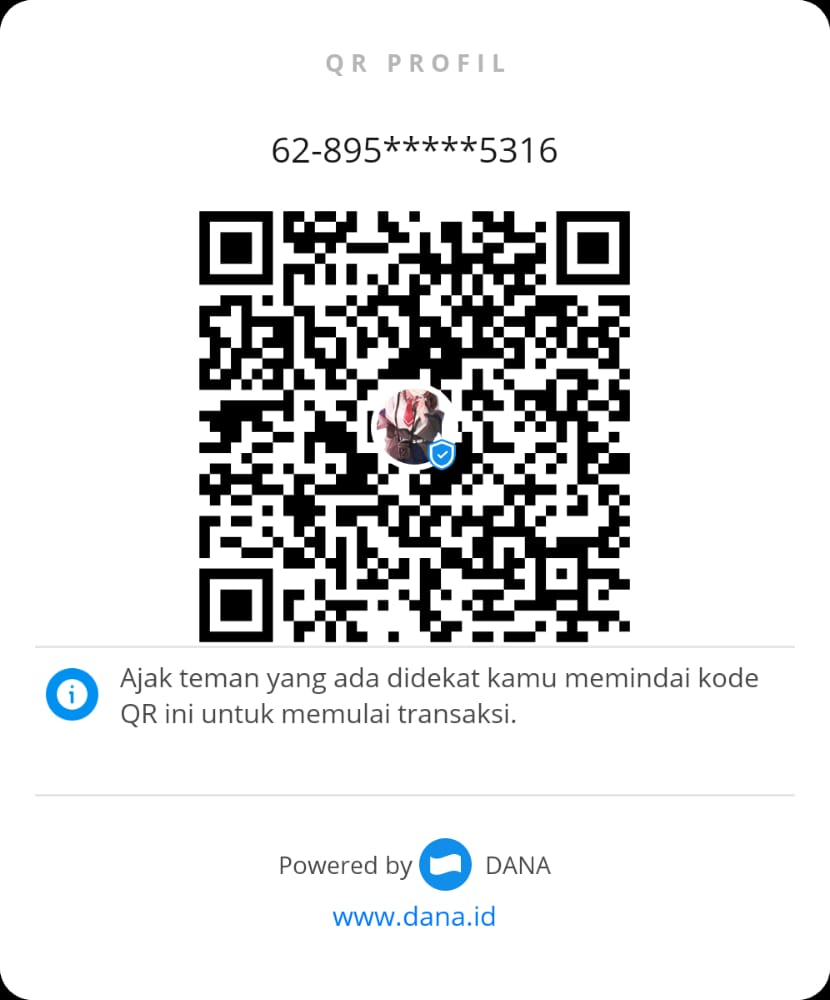 QR PROFIL
62-895*****5316
Ajak teman yang ada didekat kamu memindai kode
QR ini untuk memulai transaksi.
Powered by DANA
www.dana.id